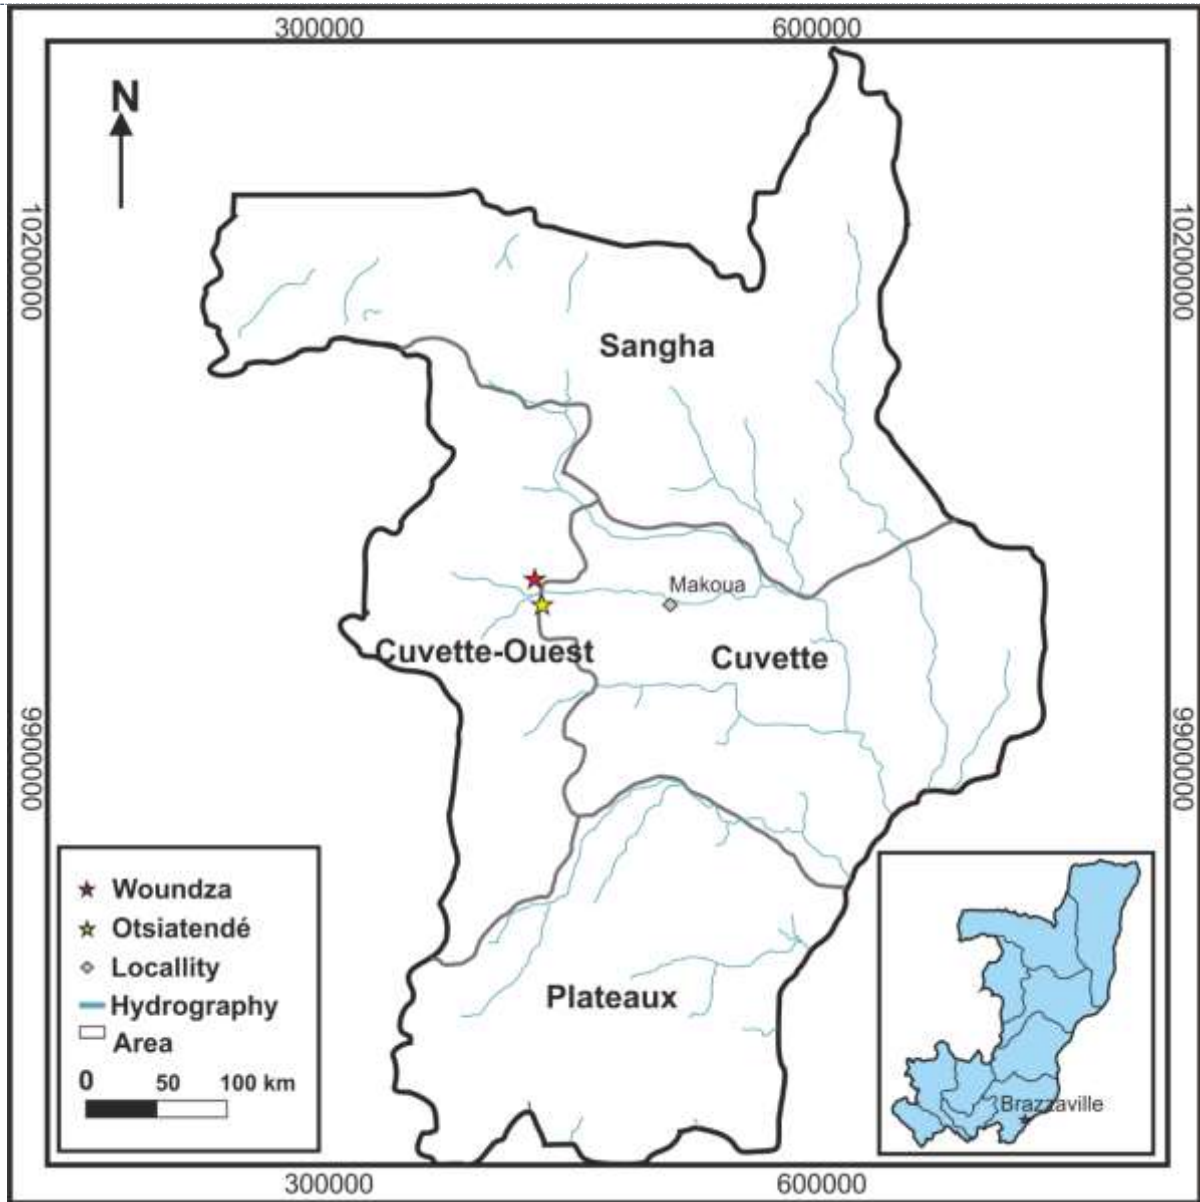 300000
600000
N
10200000
10200000
Sangha
Makoua
Cuvette-Ouest
Cuvette
9900000
9900000
Woundza
Otsiatendé
Locallity
Hydrography
Area
0 50 100 km
Plateaux
Brazzaville
300000
600000